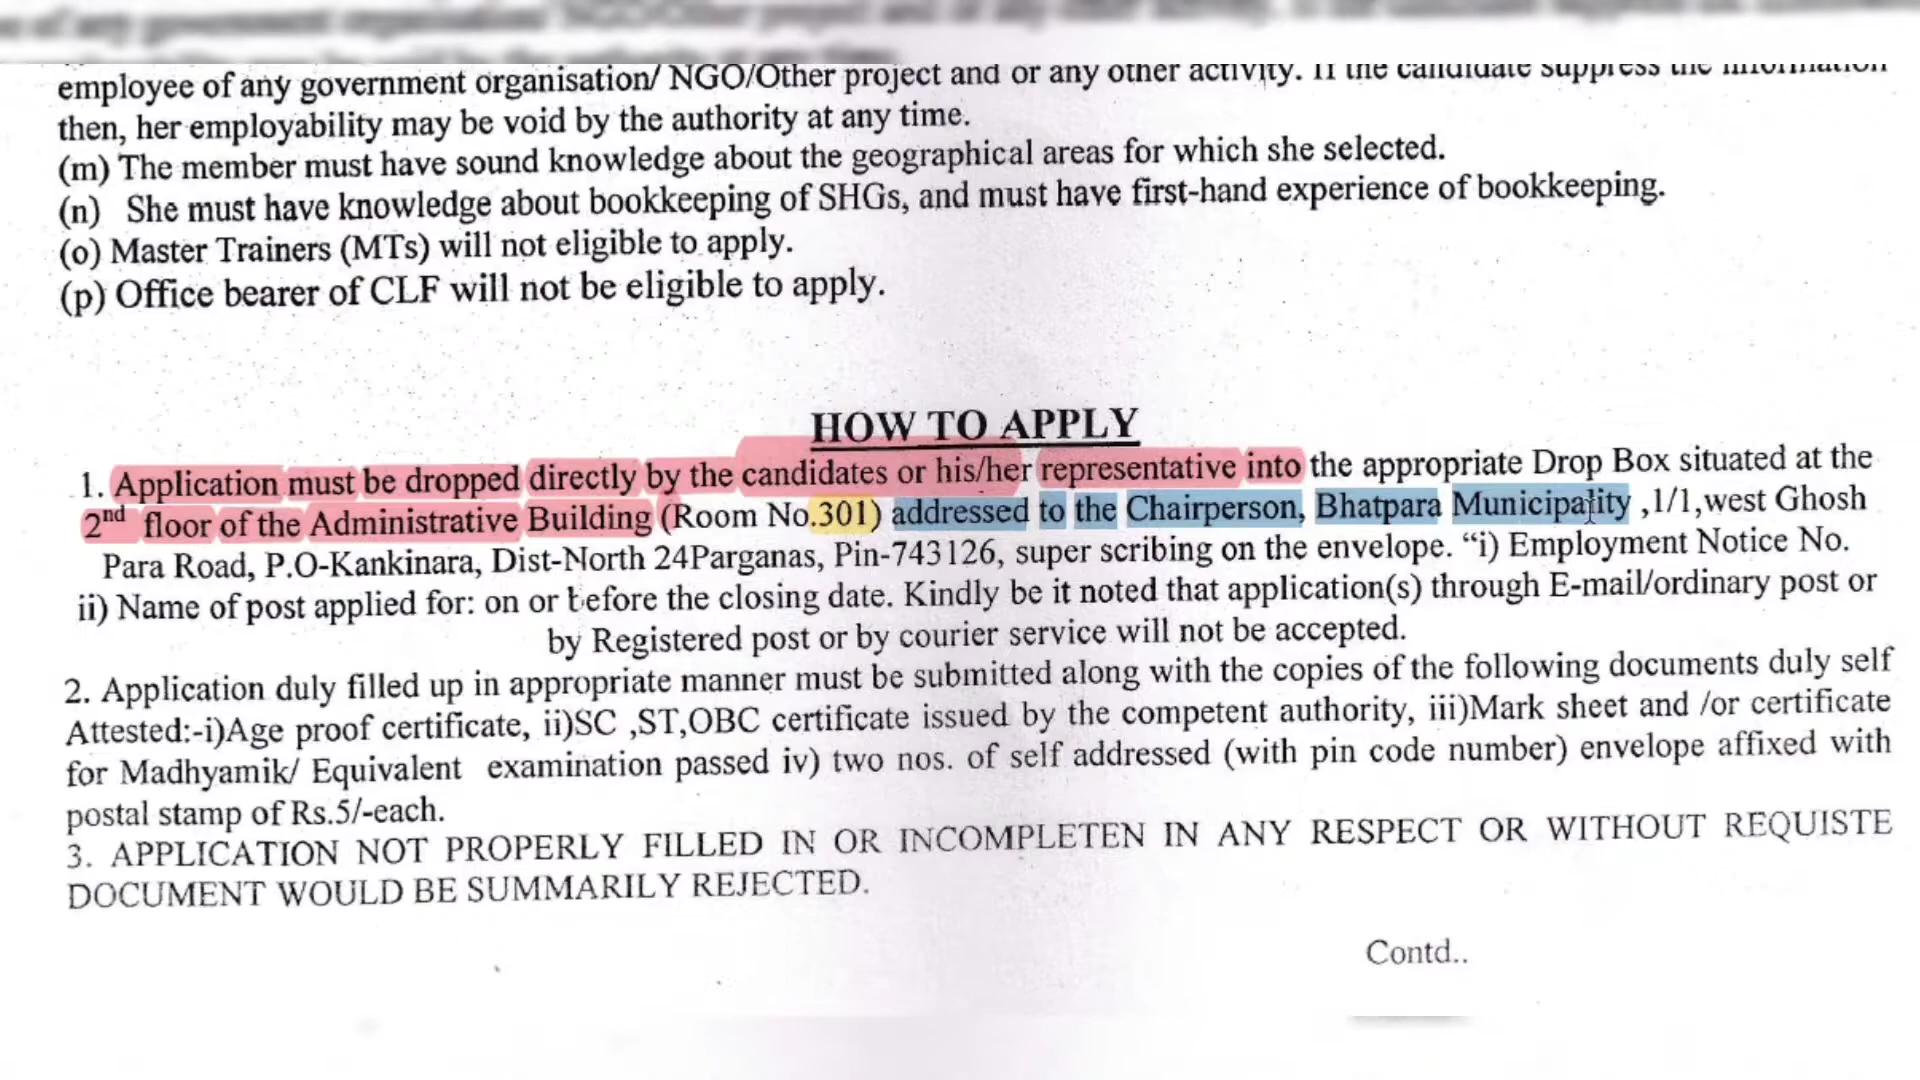 employee of any government organisation/ NGO/Other project and or any other activity. If the candidate suppress the information
then, her employability may be void by the authority at any time.
(m) The member must have sound knowledge about the geographical areas for which she selected.
(n) She must have knowledge about bookkeeping of SHGs, and must have first-hand experience of bookkeeping.
(o) Master Trainers (MTs) will not eligible to apply.
(p) Office bearer of CLF will not be eligible to apply.
HOW TO APPLY
1. Application must be dropped directly by the candidates or his/her representative into the appropriate Drop Box situated at the
2nd floor of the Administrative Building (Room No.301) addressed to the Chairperson, Bhatpara Municipality ,1/1,west Ghosh
Para Road, P.O-Kankinara, Dist-North 24Parganas, Pin-743126, super scribing on the envelope. “i) Employment Notice No.
ii) Name of post applied for: on or before the closing date. Kindly be it noted that application(s) through E-mail/ordinary post or
by Registered post or by courier service will not be accepted.
2. Application duly filled up in appropriate manner must be submitted along with the copies of the following documents duly self
Attested:-i)Age proof certificate, ii)SC ,ST,OBC certificate issued by the competent authority, iii)Mark sheet and /or certificate
for Madhyamik/ Equivalent examination passed iv) two nos. of self addressed (with pin code number) envelope affixed with
postal stamp of Rs.5/-each.
3. APPLICATION NOT PROPERLY FILLED IN OR INCOMPLETEN IN ANY RESPECT OR WITHOUT REQUISTE
DOCUMENT WOULD BE SUMMARILY REJECTED.
Contd..